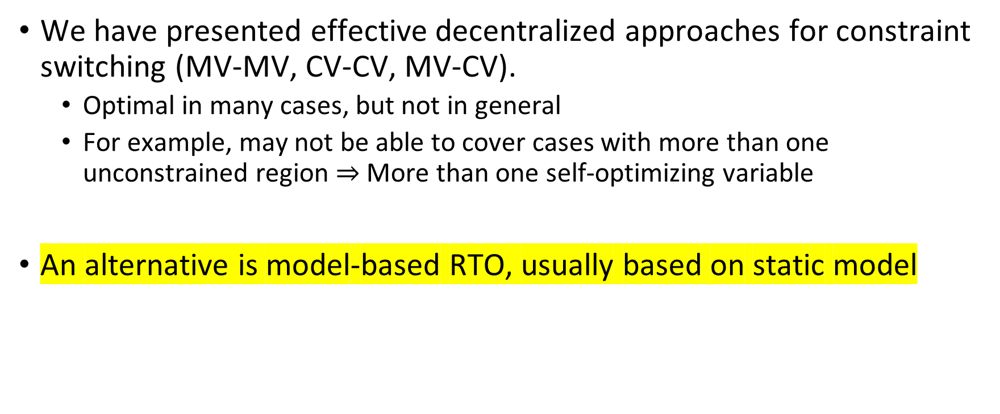 • We have presented effective decentralized approaches for constraint
switching (MV-MV, CV-CV, MV-CV).
• Optimal in many cases, but not in general
• For example, may not be able to cover cases with more than one
unconstrained region ⇒ More than one self-optimizing variable
• An alternative is model-based RTO, usually based on static model